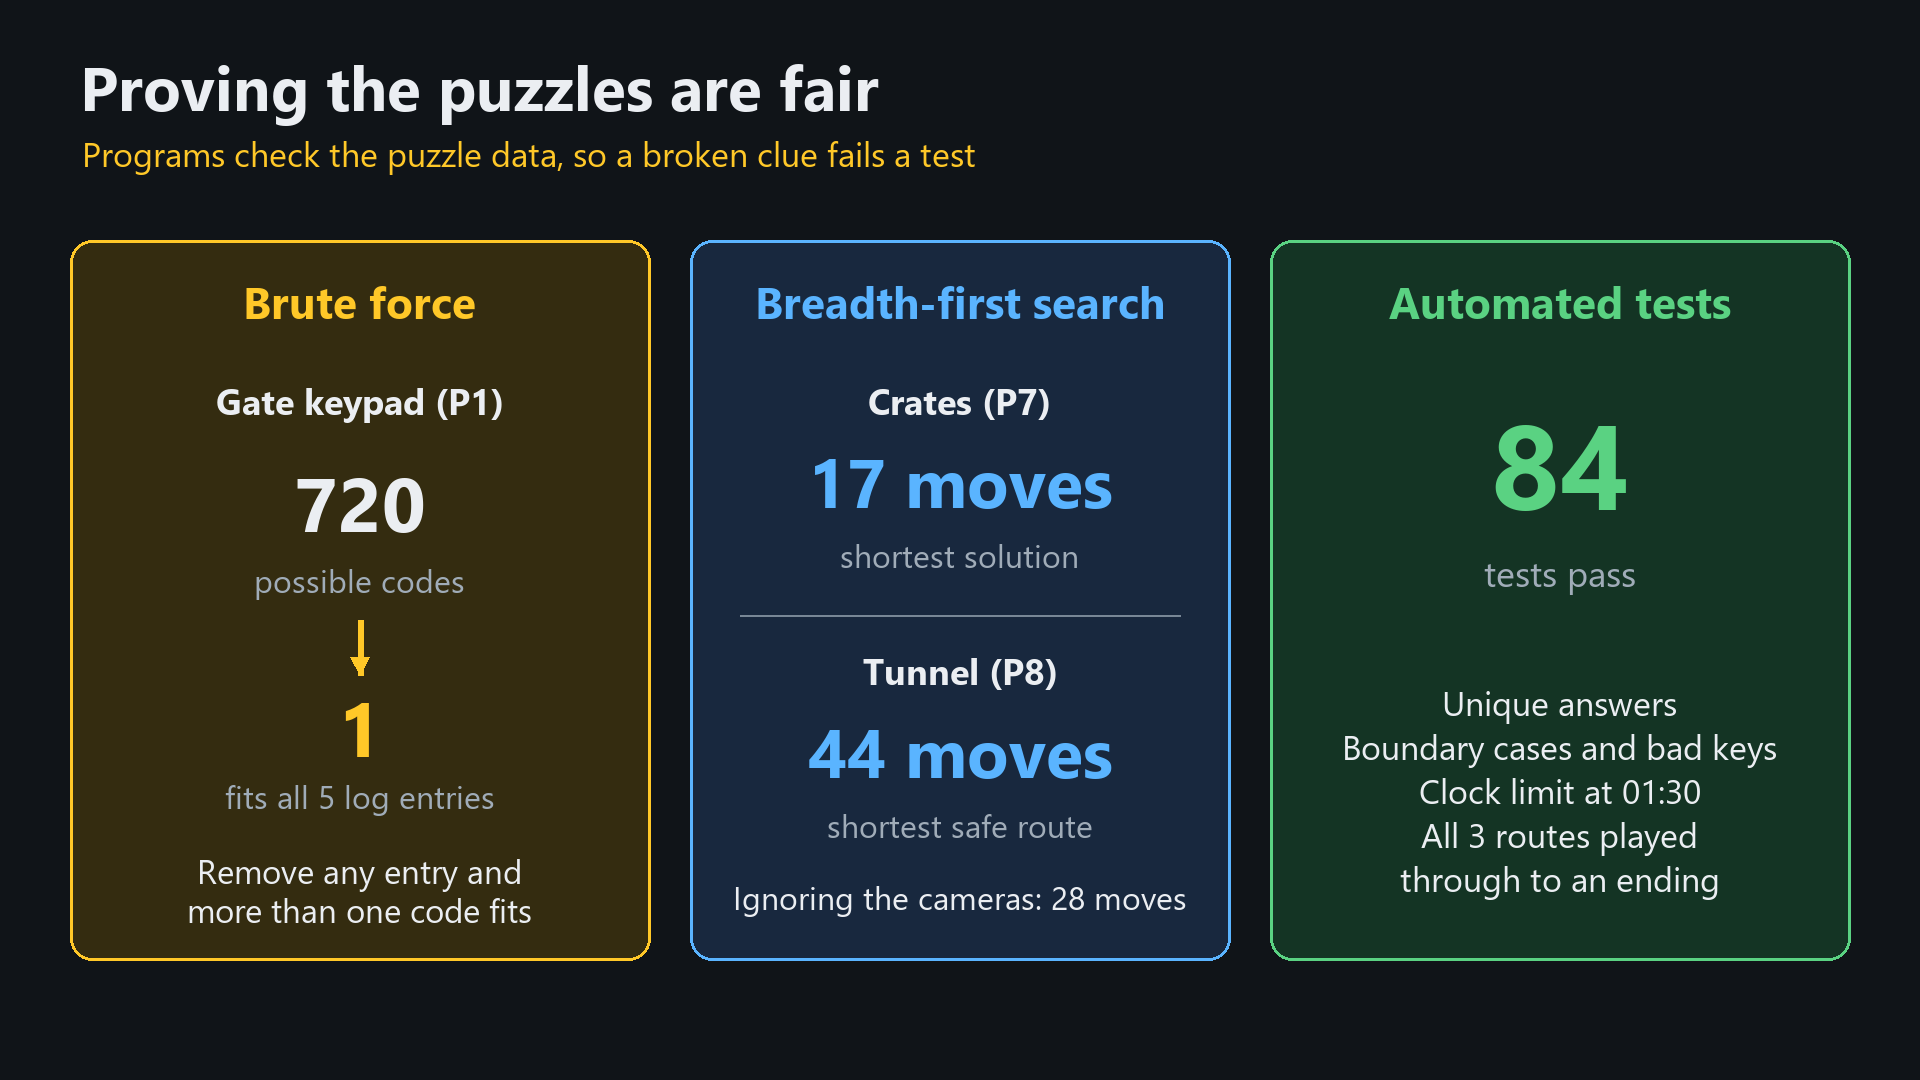 Proving the puzzles are fair
Programs check the puzzle data, so a broken clue fails a test
Brute force
Gate keypad (P1)
720
possible codes
1
fits all 5 log entries
Remove any entry and
more than one code fits
Breadth-first search
Crates (P7)
17 moves
shortest solution
Tunnel (P8)
44 moves
shortest safe route
Ignoring the cameras: 28 moves
Automated tests
84
tests pass
Unique answers
Boundary cases and bad keys
Clock limit at 01:30
All 3 routes played
through to an ending